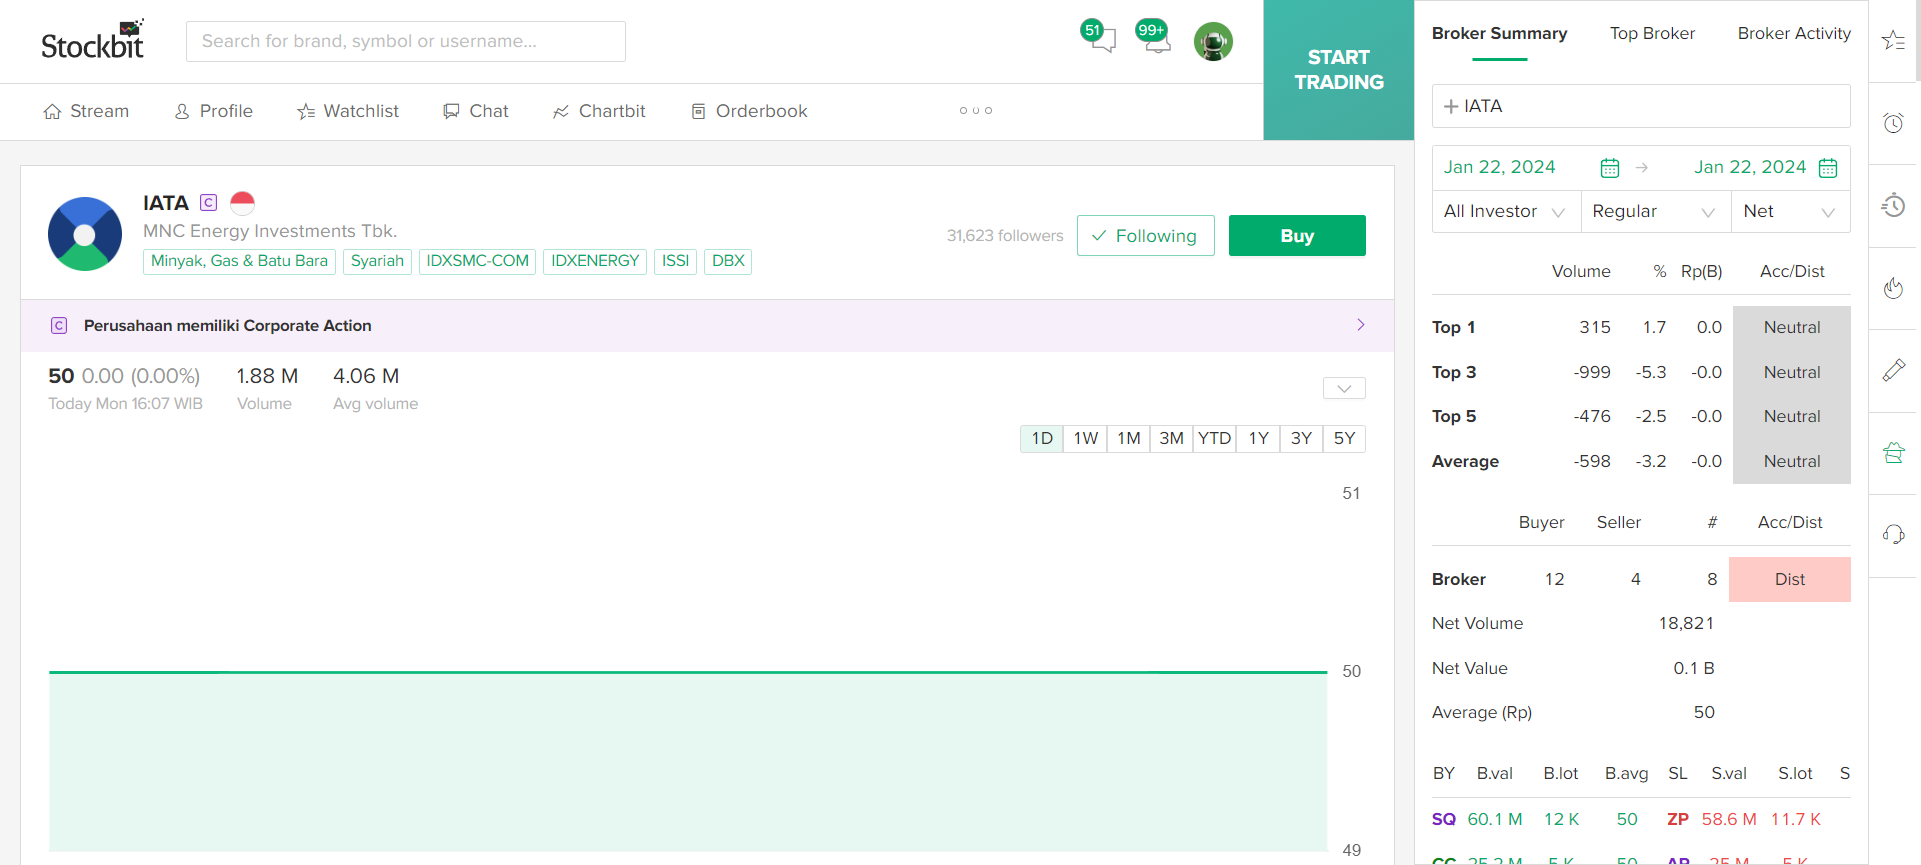 Stockbit
Search for brand, symbol or username...
51
99+
START
TRADING
Stream
Profile
Watchlist
Chat
Chartbit
Orderbook
IATA C
MNC Energy Investments Tbk.
Minyak, Gas & Batu Bara
Syariah
IDXSMC-COM
IDXENERGY
ISSI
DBX
31,623 followers
Following
Buy
C Perusahaan memiliki Corporate Action
50 0.00 (0.00%)
Today Mon 16:07 WIB
1.88 M
Volume
4.06 M
Avg volume
1D 1W 1M 3M YTD 1Y 3Y 5Y
51
50
49
Broker Summary
Top Broker
Broker Activity
IATA
Jan 22, 2024
Jan 22, 2024
All Investor
Regular
Net
Volume % Rp(B) Acc/Dist
Top 1 315 1.7 0.0 Neutral
Top 3 -999 -5.3 -0.0 Neutral
Top 5 -476 -2.5 -0.0 Neutral
Average -598 -3.2 -0.0 Neutral
Buyer Seller # Acc/Dist
Broker 12 4 8 Dist
Net Volume 18,821
Net Value 0.1 B
Average (Rp) 50
BY B.val B.lot B.avg SL S.val S.lot S
SQ 60.1 M 12 K 50 ZP 58.6 M 11.7 K